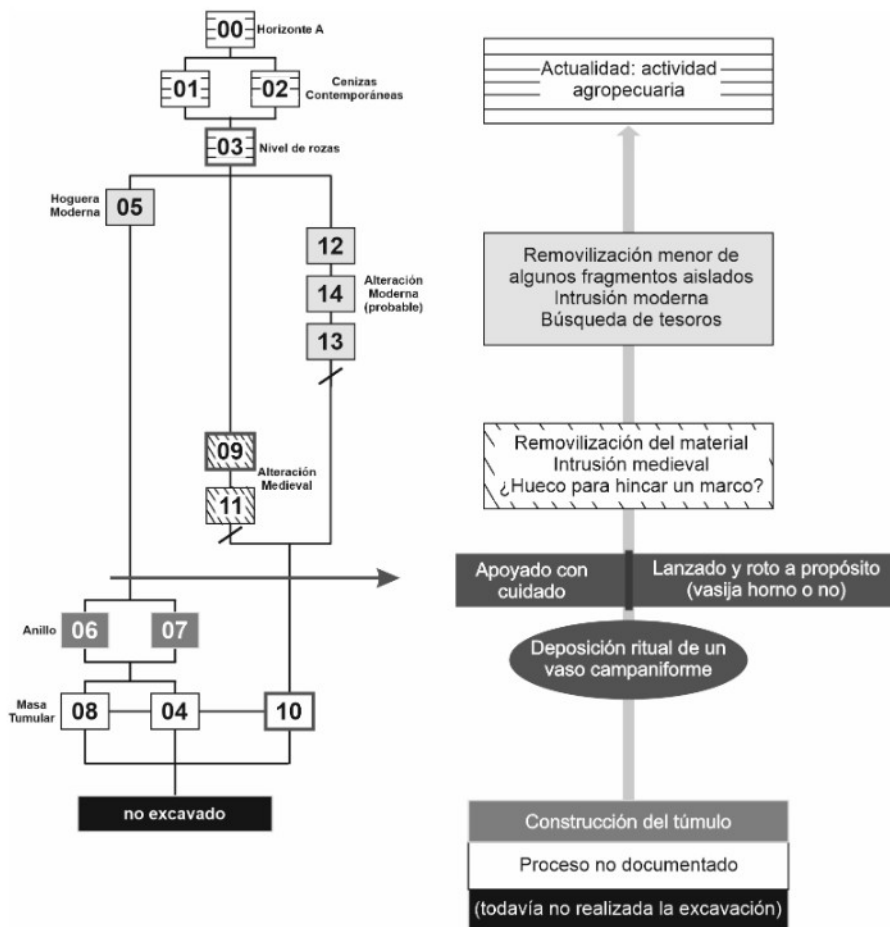 00
Horizonte A
01
02
Cenizas
Contemporáneas
03
Nivel de rozas
Hoguera
Moderna
05
12
14
13
Alteración
Moderna
(probable)
09
11
Alteración
Medieval
Anillo
06
07
Masa
Tumular
08
04
10
no excavado
Actualidad: actividad
agropecuaria
Removilización menor de
algunos fragmentos aislados
Intrusión moderna
Búsqueda de tesoros
Removilización del material
Intrusión medieval
¿Hueco para hincar un marco?
Apoyado con
cuidado
Lanzado y roto a propósito
(vasija horno o no)
Deposición ritual de un
vaso campaniforme
Construcción del túmulo
Proceso no documentado
(todavía no realizada la excavación)